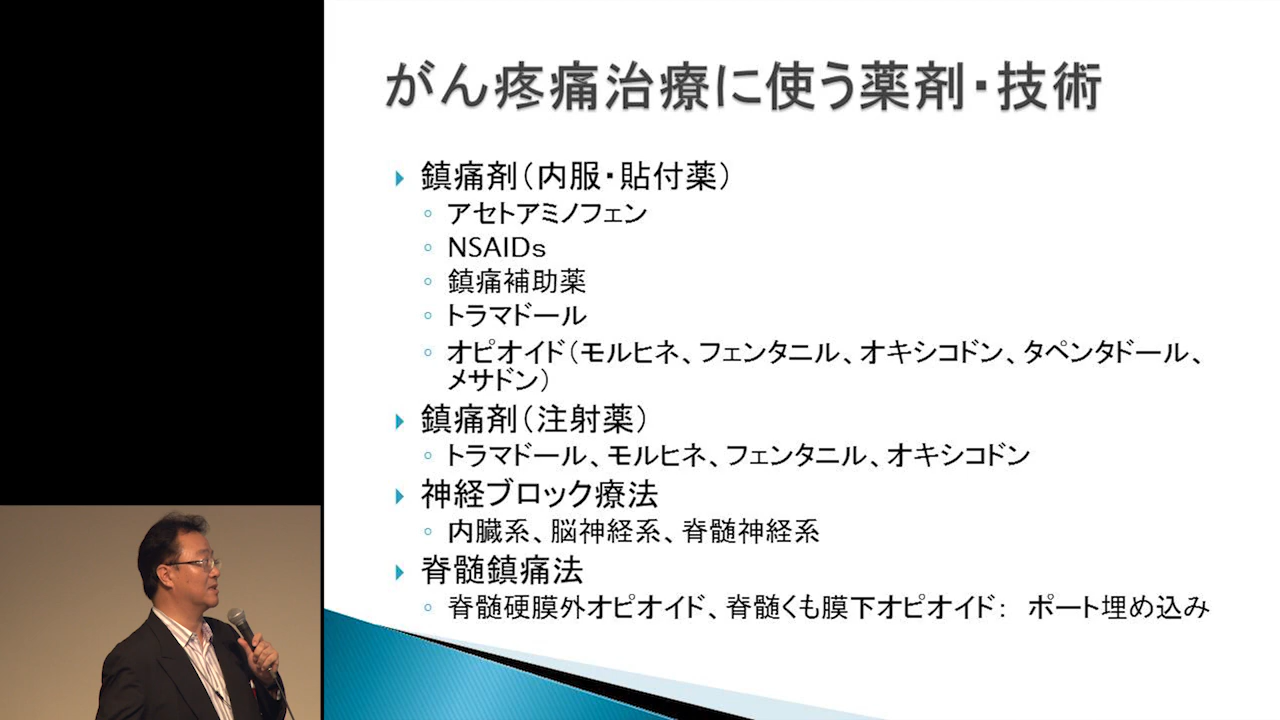 がん疼痛治療に使う薬剤・技術
鎮痛剤（内服・貼付薬）
アセトアミノフェン
NSAIDs
鎮痛補助薬
トラマドール
オピオイド（モルヒネ、フェンタニル、オキシコドン、タペンタドール、
メサドン）
鎮痛剤（注射薬）
トラマドール、モルヒネ、フェンタニル、オキシコドン
神経ブロック療法
内臓系、脳神経系、脊髄神経系
脊髄鎮痛法
脊髄硬膜外オピオイド、脊髄くも膜下オピオイド：　ポート埋め込み